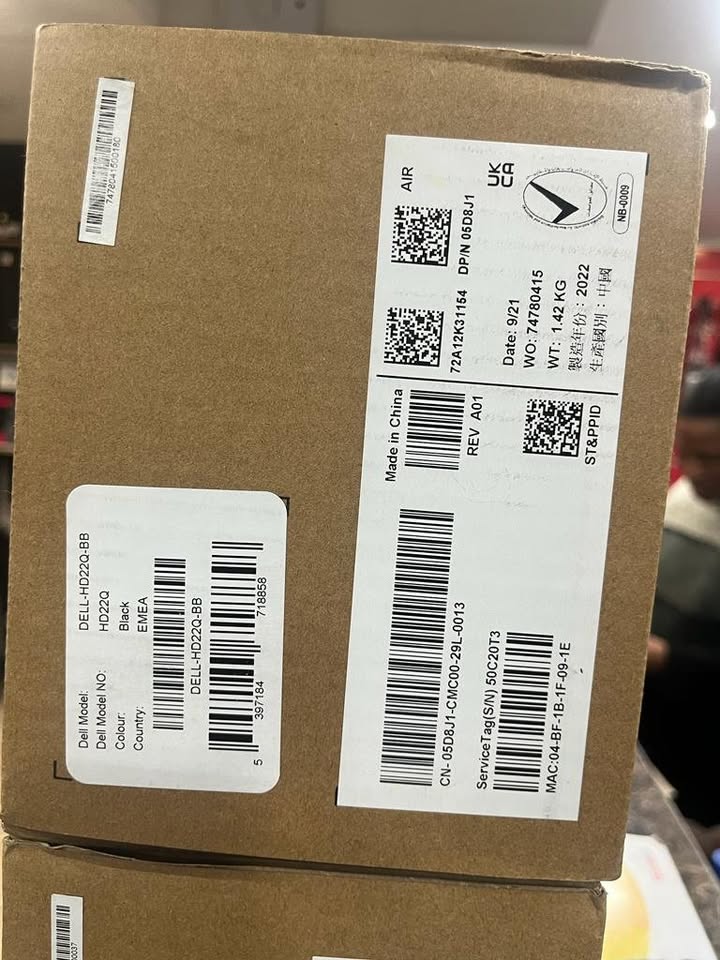 7478041500180
Dell Model: DELL-HD22Q-BB
Dell Model NO: HD22Q
Colour: Black
Country: EMEA
DELL-HD22Q-BB
5 397184 718858
AIR
UK
CA
DP/N 05D8J1
72A12K31154
NB-0009
Date: 9/21
WO: 74780415
WT: 1.42 KG
製造年份：2022
生產國別：中國
Made in China
REV A01
ST&PPID
CN- 05D8J1-CMC00-29L-0013
ServiceTag(S/N) 50C20T3
MAC:04-BF-1B-1F-09-1E